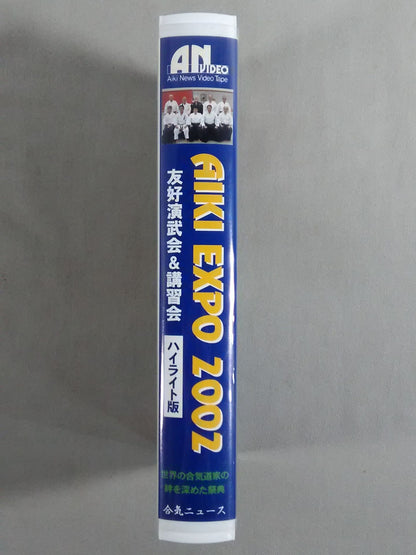 AN VIDEO
Aiki News Video Tape
AIKI EXPO 2002
友好演武会&講習会
ハイライト版
世界の合気道家の
絆を深めた祭典
合気ニュース